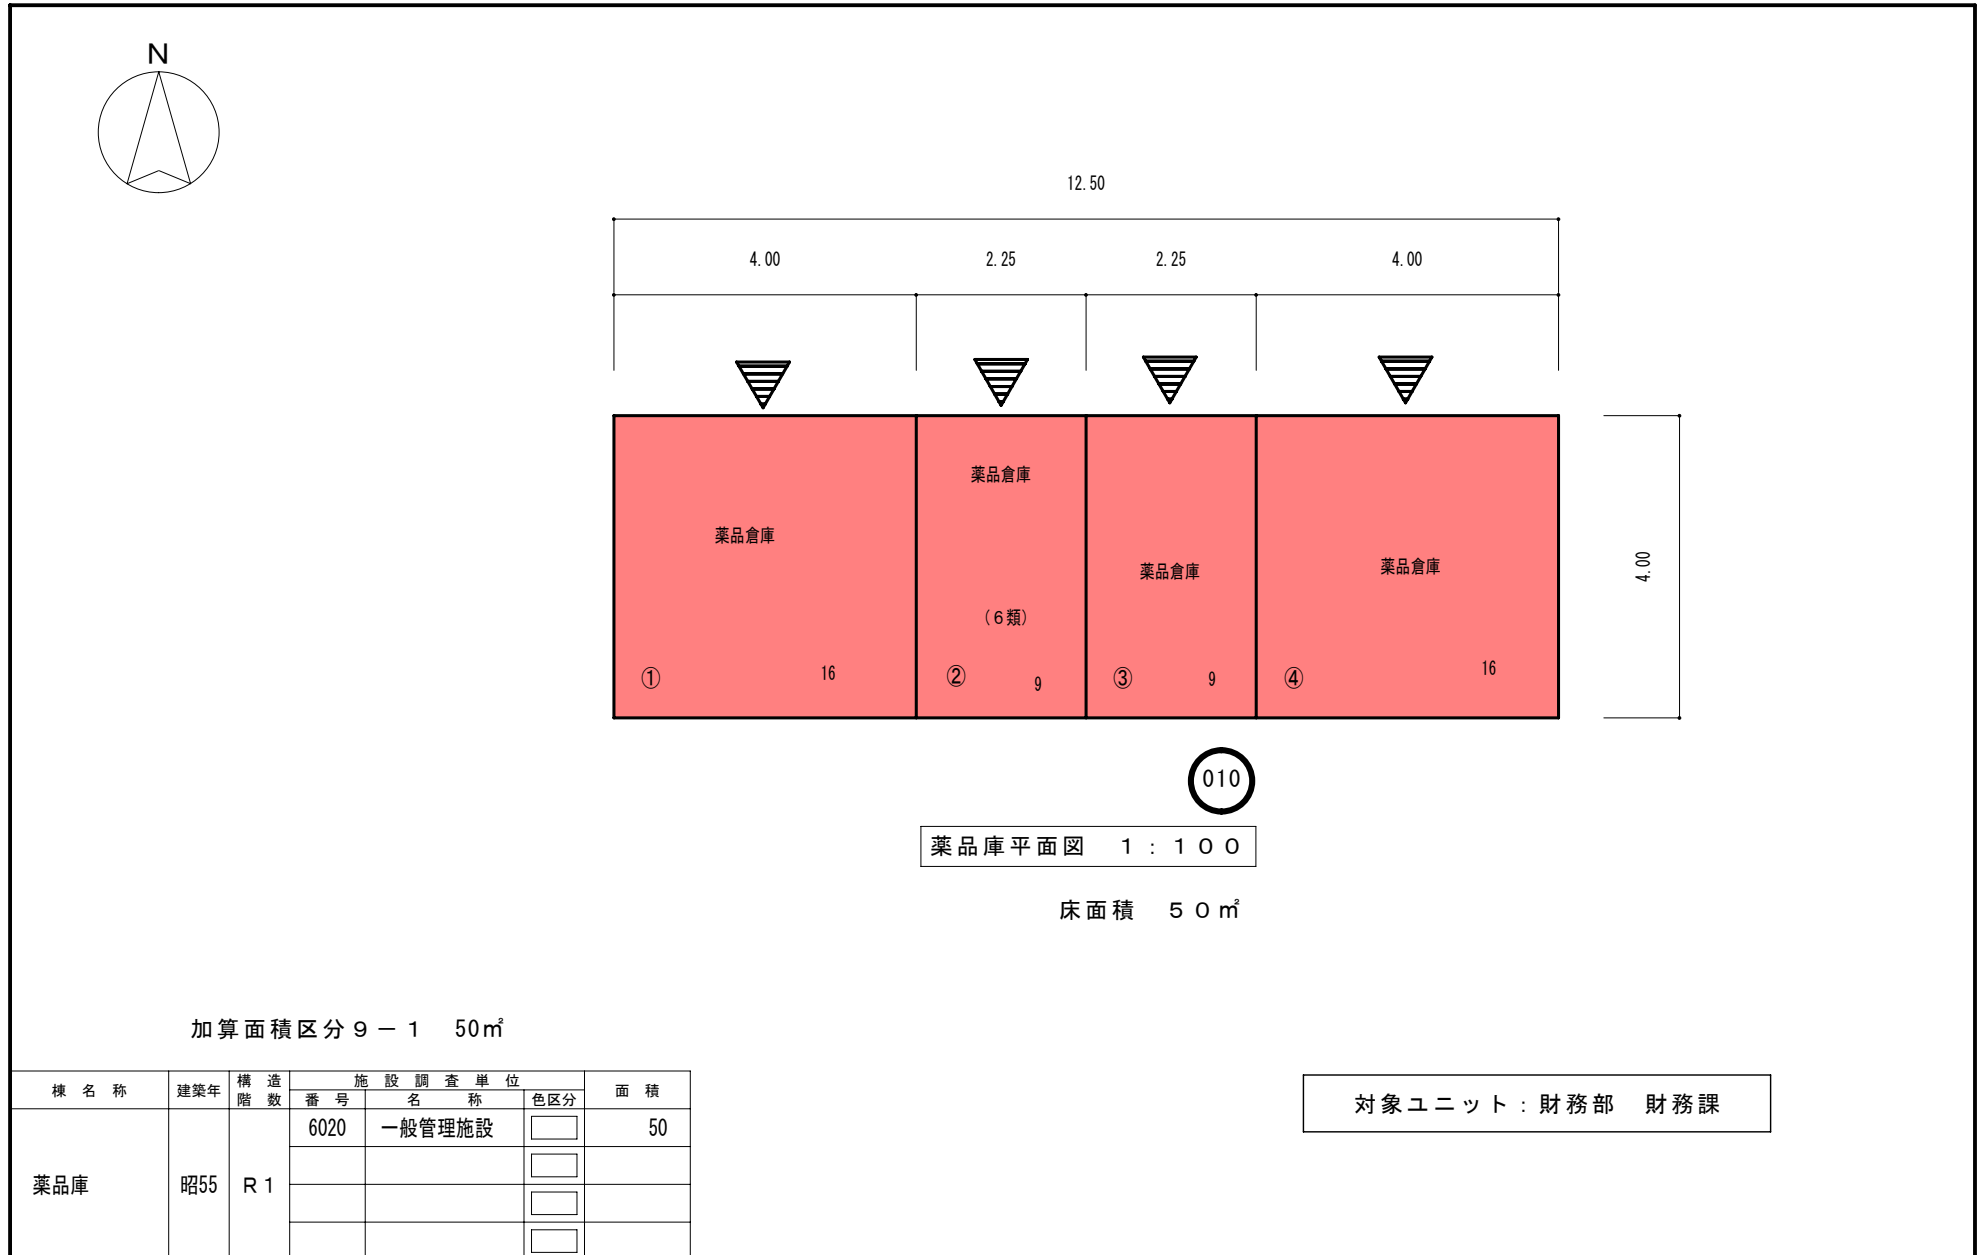 N
12.50
4.00 2.25 2.25 4.00
薬品倉庫
薬品倉庫
薬品倉庫
薬品倉庫
4.00
（６類）
① 16 ② 9 ③ 9 ④ 16
010
薬品庫平面図　１：１００
床面積　５０㎡
加算面積区分９－１　50㎡
棟名称 建築年 構造階数 施設調査単位 面積
番号 名称 色区分
薬品庫 昭55 Ｒ１ 6020 一般管理施設 50
対象ユニット：財務部　財務課